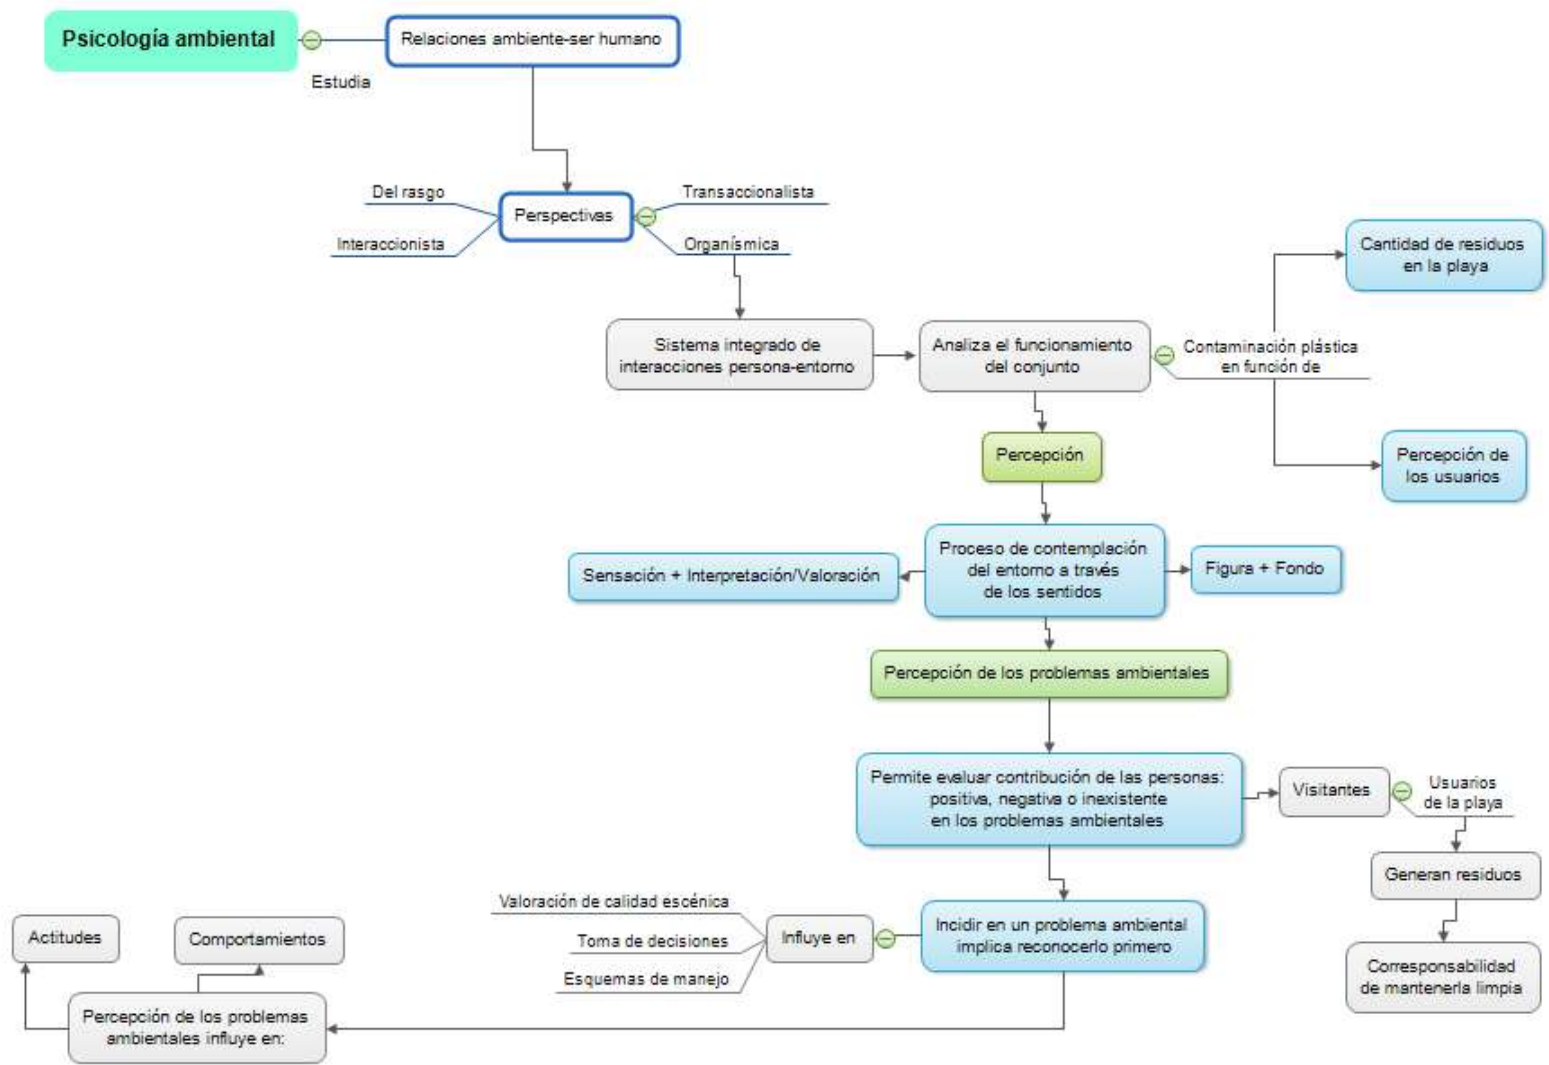 Psicología ambiental
Relaciones ambiente-ser humano
Estudia
Del rasgo
Transaccionalista
Perspectivas
Interaccionista
Organísmica
Cantidad de residuos
en la playa
Sistema integrado de
interacciones persona-entorno
Analiza el funcionamiento
del conjunto
Contaminación plástica
en función de
Percepción
Percepción de
los usuarios
Proceso de contemplación
del entorno a través
de los sentidos
Sensación + Interpretación/Valoración
Figura + Fondo
Percepción de los problemas ambientales
Permite evaluar contribución de las personas:
positiva, negativa o inexistente
en los problemas ambientales
Visitantes
Usuarios
de la playa
Generan residuos
Corresponsabilidad
de mantenerla limpia
Incidir en un problema ambiental
implica reconocerlo primero
Influye en
Valoración de calidad escénica
Toma de decisiones
Esquemas de manejo
Actitudes
Comportamientos
Percepción de los problemas
ambientales influye en: